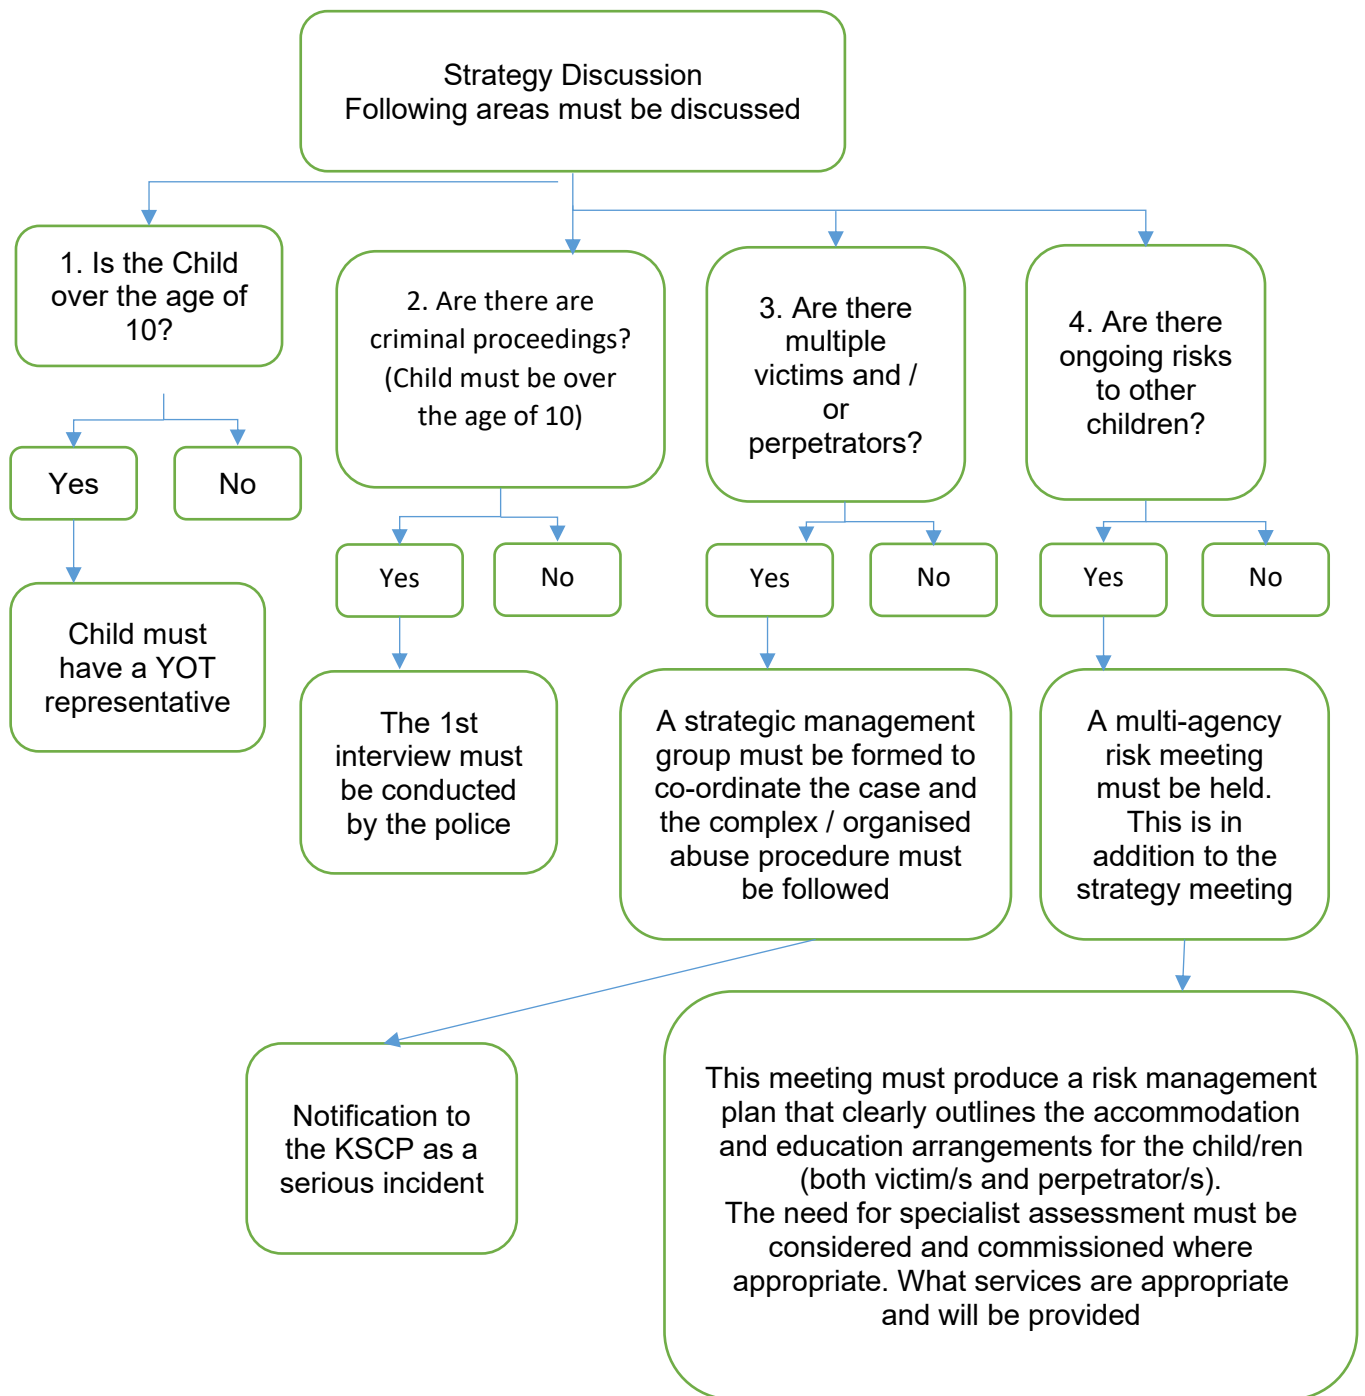 Strategy Discussion
Following areas must be discussed
1. Is the Child
over the age of
10?
2. Are there are
criminal proceedings?
(Child must be over
the age of 10)
3. Are there
multiple
victims and /
or
perpetrators?
4. Are there
ongoing risks
to other
children?
Yes
No
Yes
No
Yes
No
Yes
No
Child must
have a YOT
representative
The 1st
interview must
be conducted
by the police
A strategic management
group must be formed to
co-ordinate the case and
the complex / organised
abuse procedure must
be followed
A multi-agency
risk meeting
must be held.
This is in
addition to the
strategy meeting
Notification to
the KSCP as a
serious incident
This meeting must produce a risk management
plan that clearly outlines the accommodation
and education arrangements for the child/ren
(both victim/s and perpetrator/s).
The need for specialist assessment must be
considered and commissioned where
appropriate. What services are appropriate
and will be provided